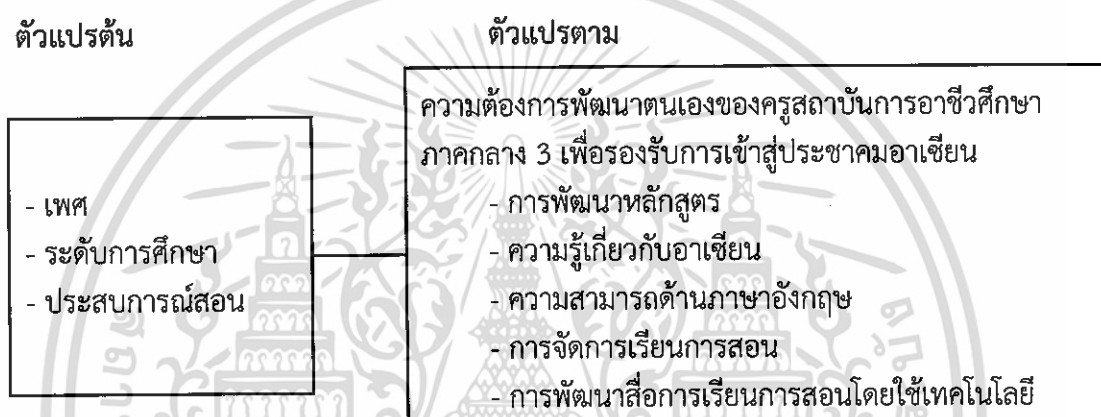 ตัวแปรต้น
ตัวแปรตาม
- เพศ
- ระดับการศึกษา
- ประสบการณ์สอน
ความต้องการพัฒนาตนเองของครูสถาบันการอาชีวศึกษา
ภาคกลาง 3 เพื่อรองรับการเข้าสู่ประชาคมอาเซียน
- การพัฒนาหลักสูตร
- ความรู้เกี่ยวกับอาเซียน
- ความสามารถด้านภาษาอังกฤษ
- การจัดการเรียนการสอน
- การพัฒนาสื่อการเรียนการสอนโดยใช้เทคโนโลยี